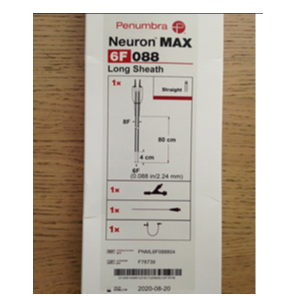 Penumbra
Neuron MAX
6F 088
Long Sheath
1x
Straight
8F
80 cm
4 cm
6F
(0.088 in/2.24 mm)
1x
1x
1x
F78736
2020-08-20